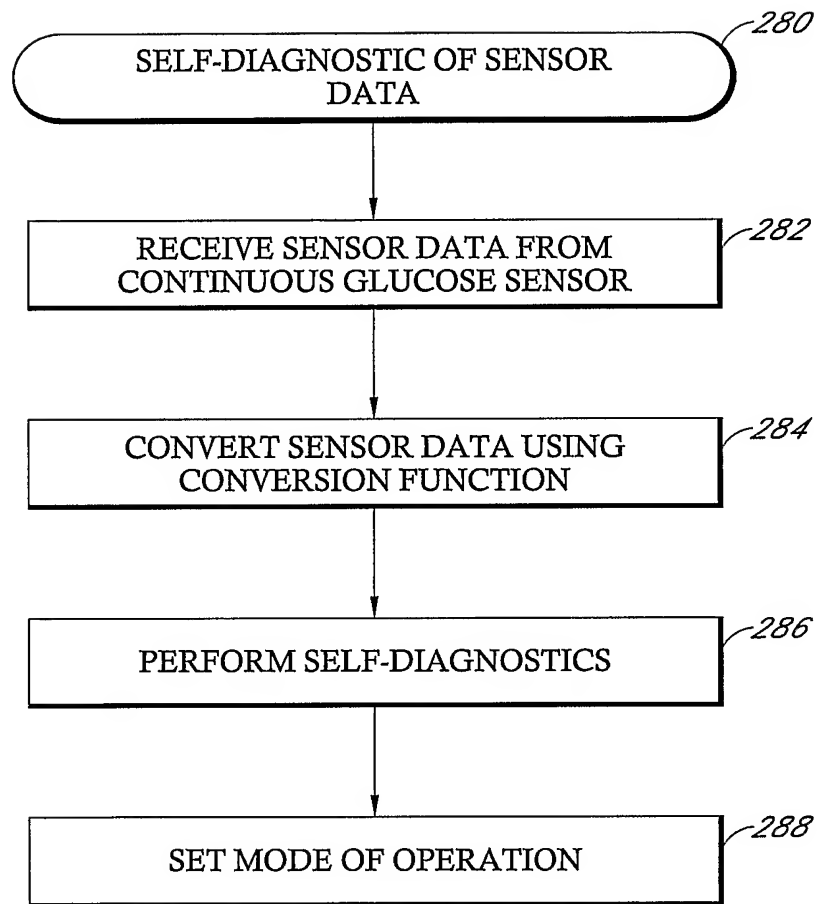 280
SELF-DIAGNOSTIC OF SENSOR
DATA
282
RECEIVE SENSOR DATA FROM
CONTINUOUS GLUCOSE SENSOR
284
CONVERT SENSOR DATA USING
CONVERSION FUNCTION
286
PERFORM SELF-DIAGNOSTICS
288
SET MODE OF OPERATION